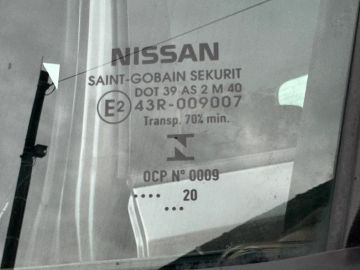 NISSAN
SAINT-GOBAIN SEKURIT
DOT 39 AS 2 M 40
E2 43R-009007
Transp. 70% min.
N
OCP Nº 0009
.... ....
20